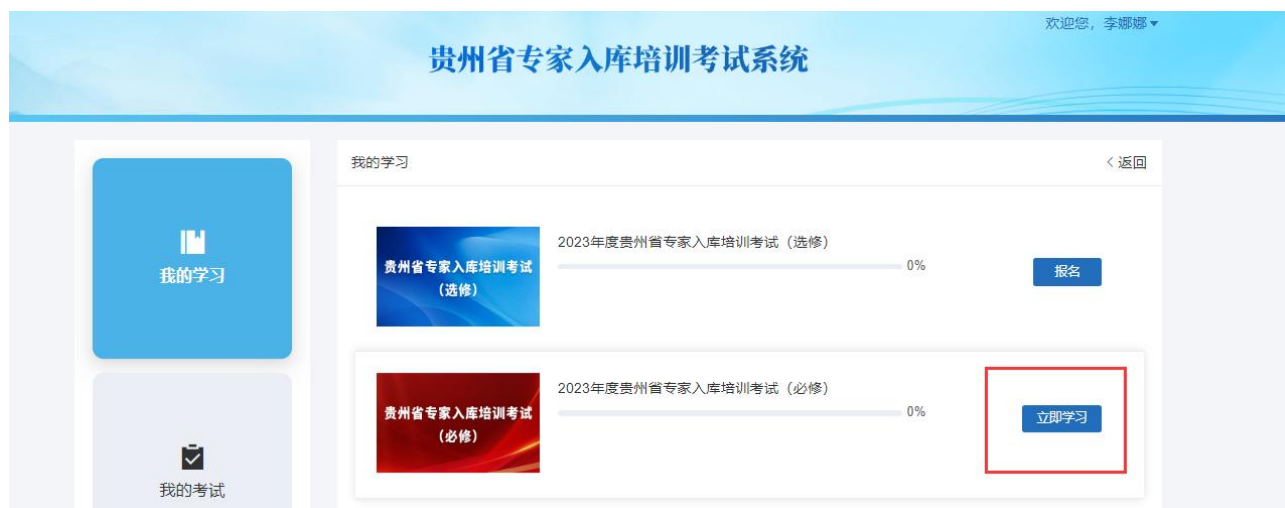 欢迎您，李娜娜
贵州省专家入库培训考试系统
我的学习
我的学习
<返回
贵州省专家入库培训考试
（选修）
2023年度贵州省专家入库培训考试（选修）
0%
报名
贵州省专家入库培训考试
（必修）
2023年度贵州省专家入库培训考试（必修）
0%
立即学习
我的考试